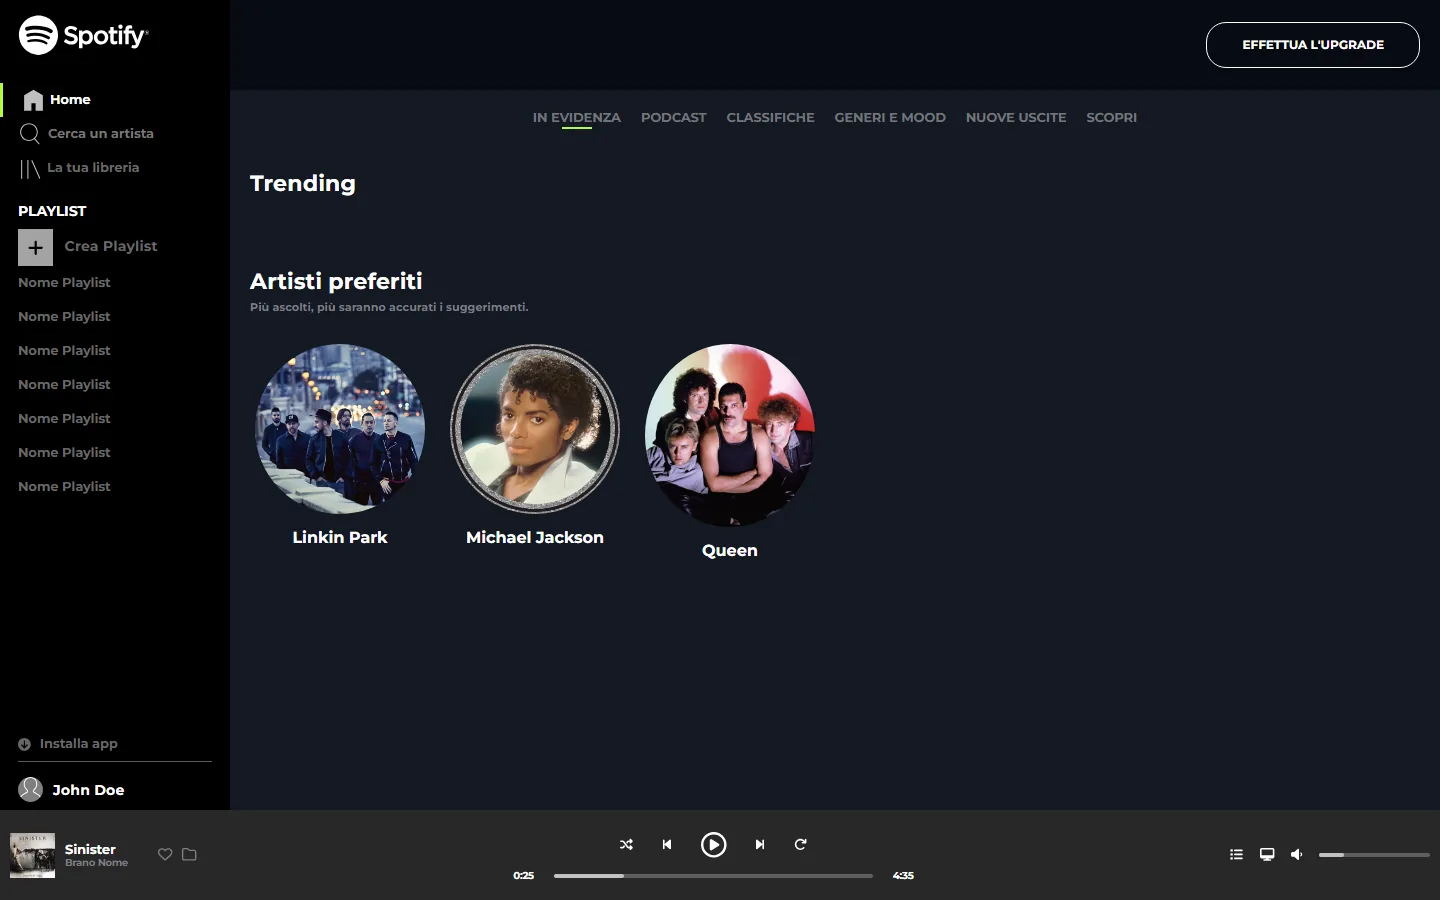 Spotify®
EFFETTUA L'UPGRADE
Home
Cerca un artista
La tua libreria
PLAYLIST
Crea Playlist
Nome Playlist
Nome Playlist
Nome Playlist
Nome Playlist
Nome Playlist
Nome Playlist
Nome Playlist
Installa app
John Doe
IN EVIDENZA PODCAST CLASSIFICHE GENERI E MOOD NUOVE USCITE SCOPRI
Trending
Artisti preferiti
Più ascolti, più saranno accurati i suggerimenti.
Linkin Park
Michael Jackson
Queen
SINISTER
Sinister
Brano Nome
0:25
4:35